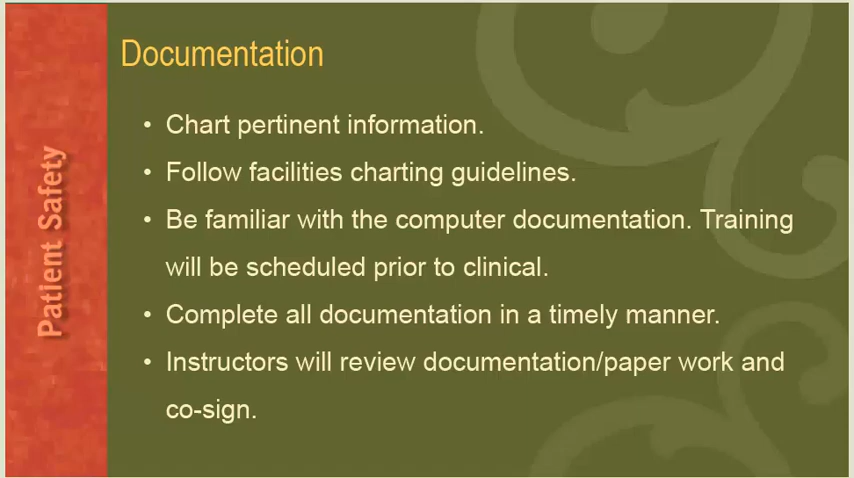 Documentation
• Chart pertinent information.
• Follow facilities charting guidelines.
• Be familiar with the computer documentation. Training
will be scheduled prior to clinical.
• Complete all documentation in a timely manner.
• Instructors will review documentation/paper work and
co-sign.
Patient Safety